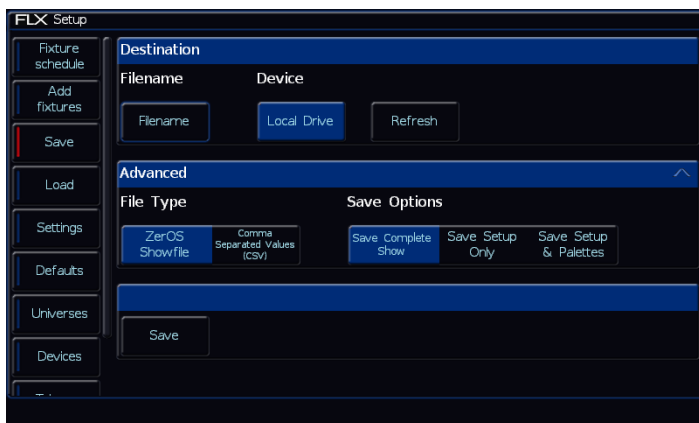 FLX Setup
Fixture
schedule
Add
fixtures
Save
Load
Settings
Defaults
Universes
Devices
Destination
Filename Device
Filename Local Drive Refresh
Advanced
File Type Save Options
ZerOS
Showfile
Comma
Separated Values
(CSV)
Save Complete
Show
Save Setup
Only
Save Setup
& Palettes
Save